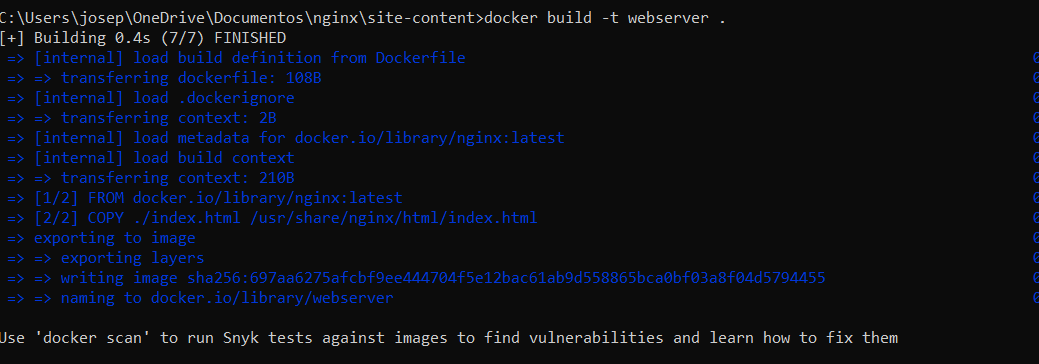 C:\Users\josep\OneDrive\Documentos\nginx\site-content>docker build -t webserver .
[+] Building 0.4s (7/7) FINISHED
=> [internal] load build definition from Dockerfile
=> => transferring dockerfile: 108B
=> [internal] load .dockerignore
=> => transferring context: 2B
=> [internal] load metadata for docker.io/library/nginx:latest
=> [internal] load build context
=> => transferring context: 210B
=> [1/2] FROM docker.io/library/nginx:latest
=> [2/2] COPY ./index.html /usr/share/nginx/html/index.html
=> exporting to image
=> => exporting layers
=> => writing image sha256:697aa6275afcbf9ee444704f5e12bac61ab9d558865bca0bf03a8f04d5794455
=> => naming to docker.io/library/webserver
Use 'docker scan' to run Snyk tests against images to find vulnerabilities and learn how to fix them